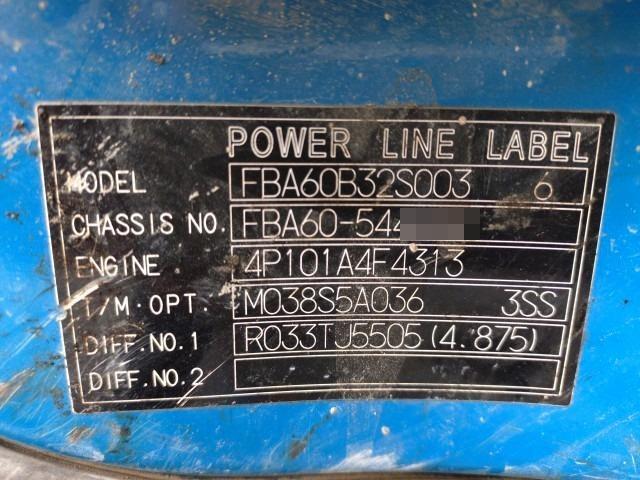 POWER LINE LABEL
MODEL FBA60B32S003 6
CHASSIS NO. FBA60-544
ENGINE 4P101A4F4313
T/M·OPT. M038S5A036 3SS
DIFF.NO.1 R033TJ5505(4.875)
DIFF.NO.2